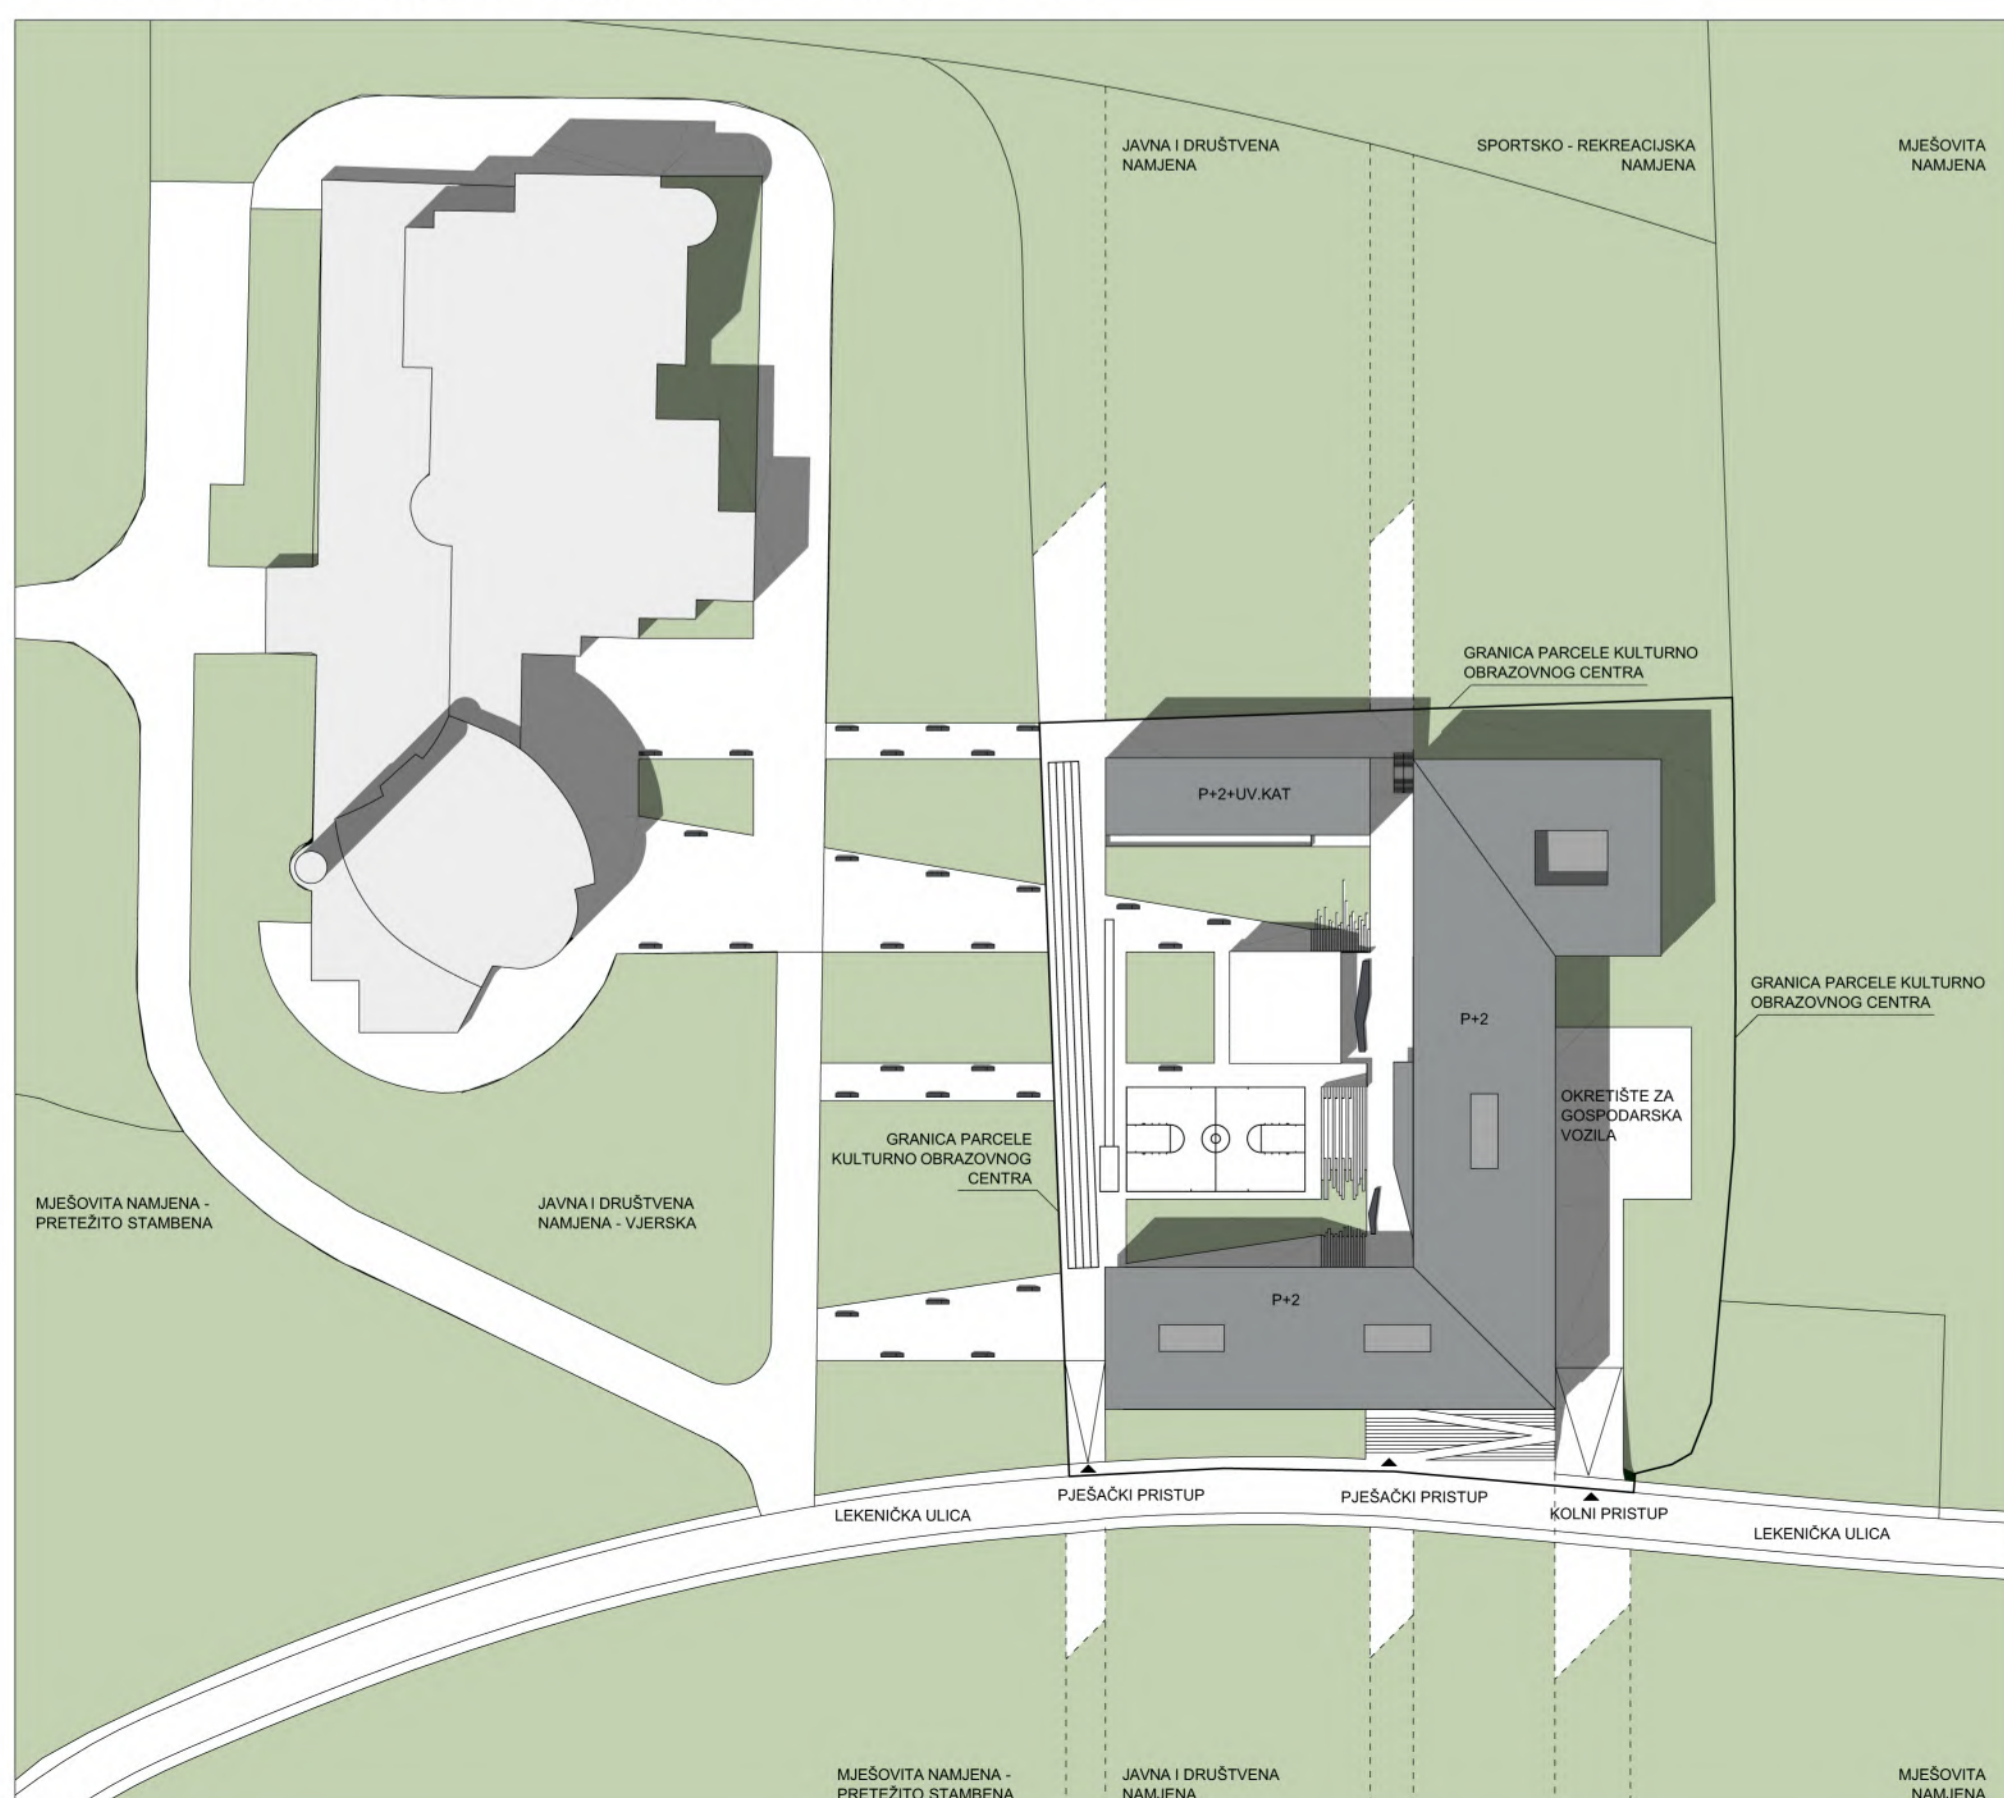 JAVNA I DRUŠTVENA
NAMJENA
SPORTSKO - REKREACIJSKA
NAMJENA
MJEŠOVITA
NAMJENA
GRANICA PARCELE KULTURNO
OBRAZOVNOG CENTRA
P+2+UV.KAT
GRANICA PARCELE KULTURNO
OBRAZOVNOG CENTRA
P+2
OKRETIŠTE ZA
GOSPODARSKA
VOZILA
GRANICA PARCELE
KULTURNO OBRAZOVNOG
CENTRA
MJEŠOVITA NAMJENA -
PRETEŽITO STAMBENA
JAVNA I DRUŠTVENA
NAMJENA - VJERSKA
P+2
PJEŠAČKI PRISTUP
PJEŠAČKI PRISTUP
KOLNI PRISTUP
LEKENIČKA ULICA
LEKENIČKA ULICA
MJEŠOVITA NAMJENA -
PRETEŽITO STAMBENA
JAVNA I DRUŠTVENA
NAMJENA
MJEŠOVITA
NAMJENA